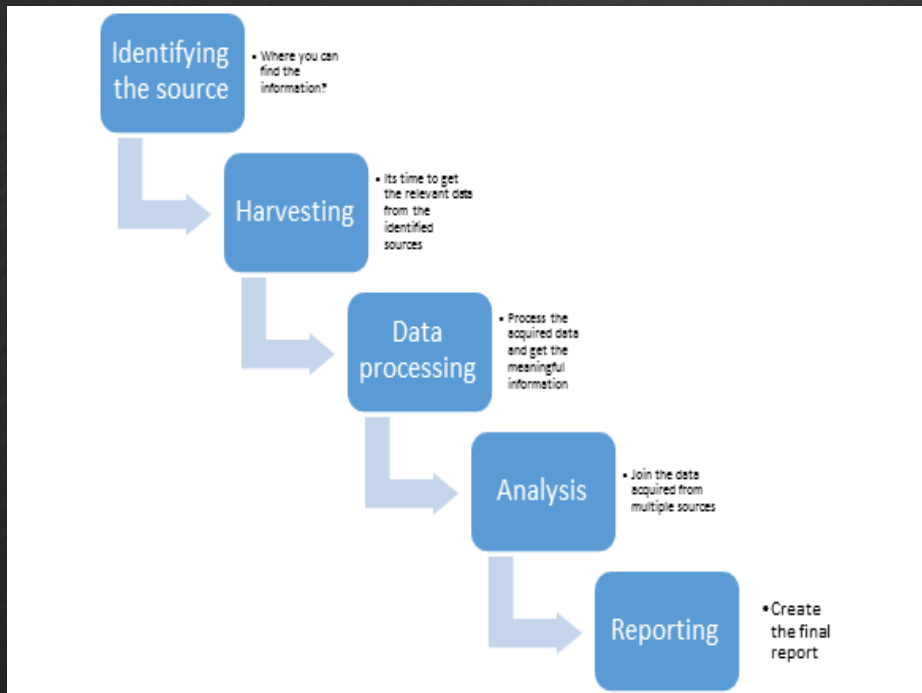 Identifying
the source
• Where you can
find the
information?
Harvesting
• Its time to get
the relevant data
from the
identified
sources
Data
processing
• Process the
acquired data
and get the
meaningful
information
Analysis
• Join the data
acquired from
multiple sources
Reporting
•Create
the final
report